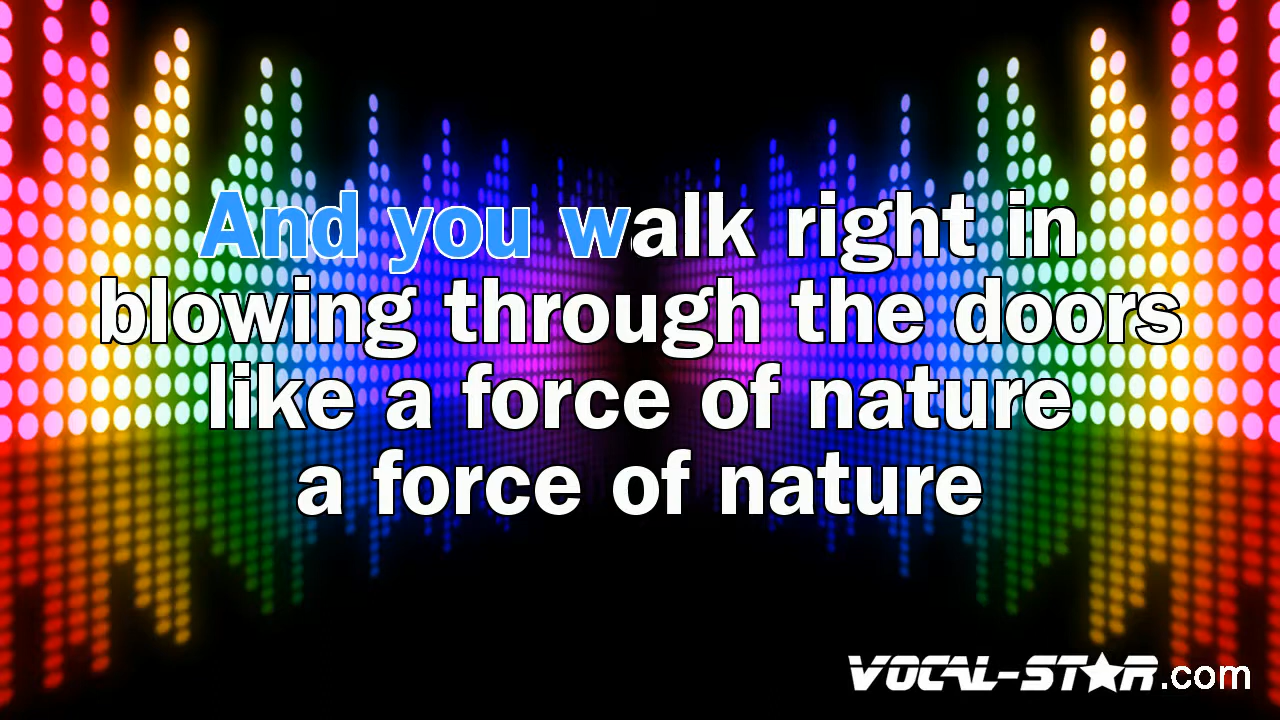 And you walk right in
blowing through the doors
like a force of nature
a force of nature
VOCAL-STAR.com